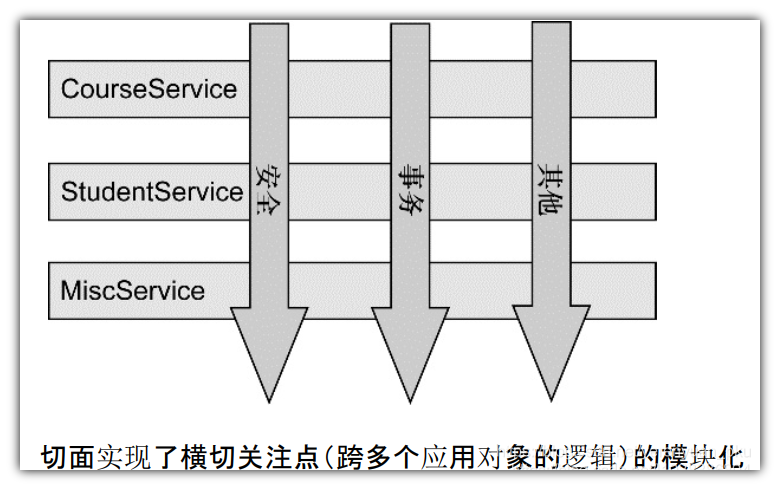 CourseService
安全
事务
其他
StudentService
MiscService
切面实现了横切关注点(跨多个应用对象的逻辑)的模块化